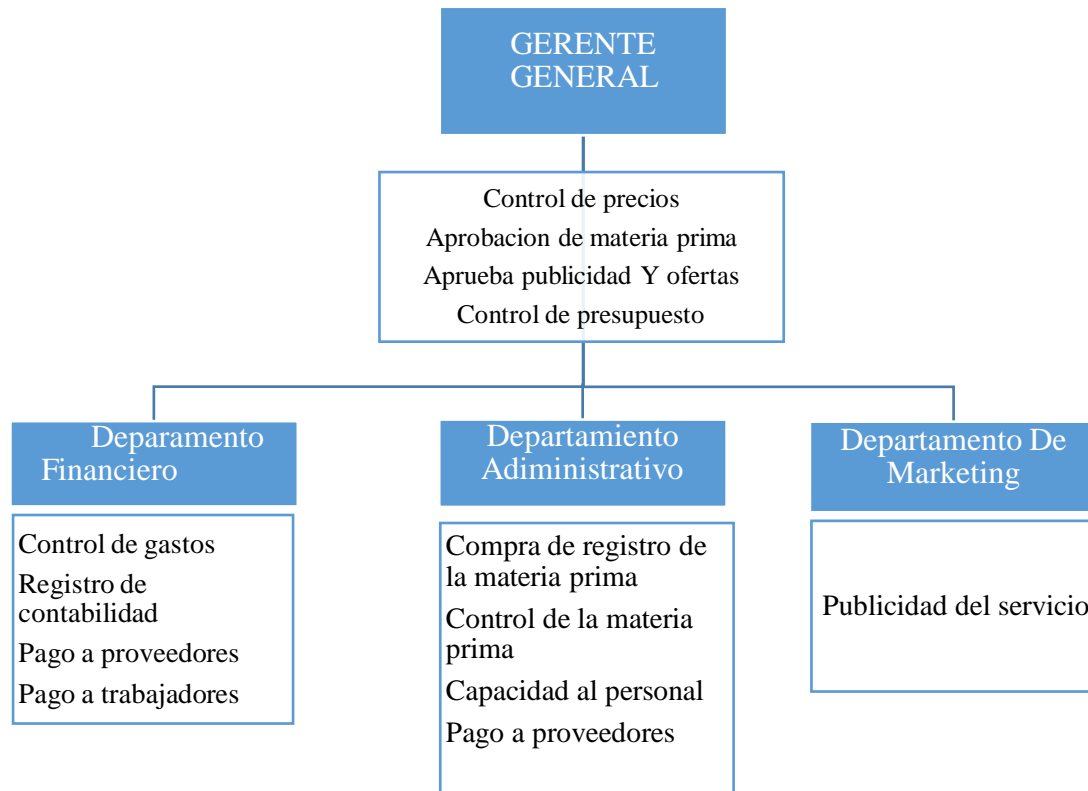 GERENTE
GENERAL
Control de precios
Aprobacion de materia prima
Aprueba publicidad Y ofertas
Control de presupuesto
Deparamento
Financiero
Control de gastos
Registro de
contabilidad
Pago a proveedores
Pago a trabajadores
Departamiento
Adiministrativo
Compra de registro de
la materia prima
Control de la materia
prima
Capacidad al personal
Pago a proveedores
Departamento De
Marketing
Publicidad del servicio